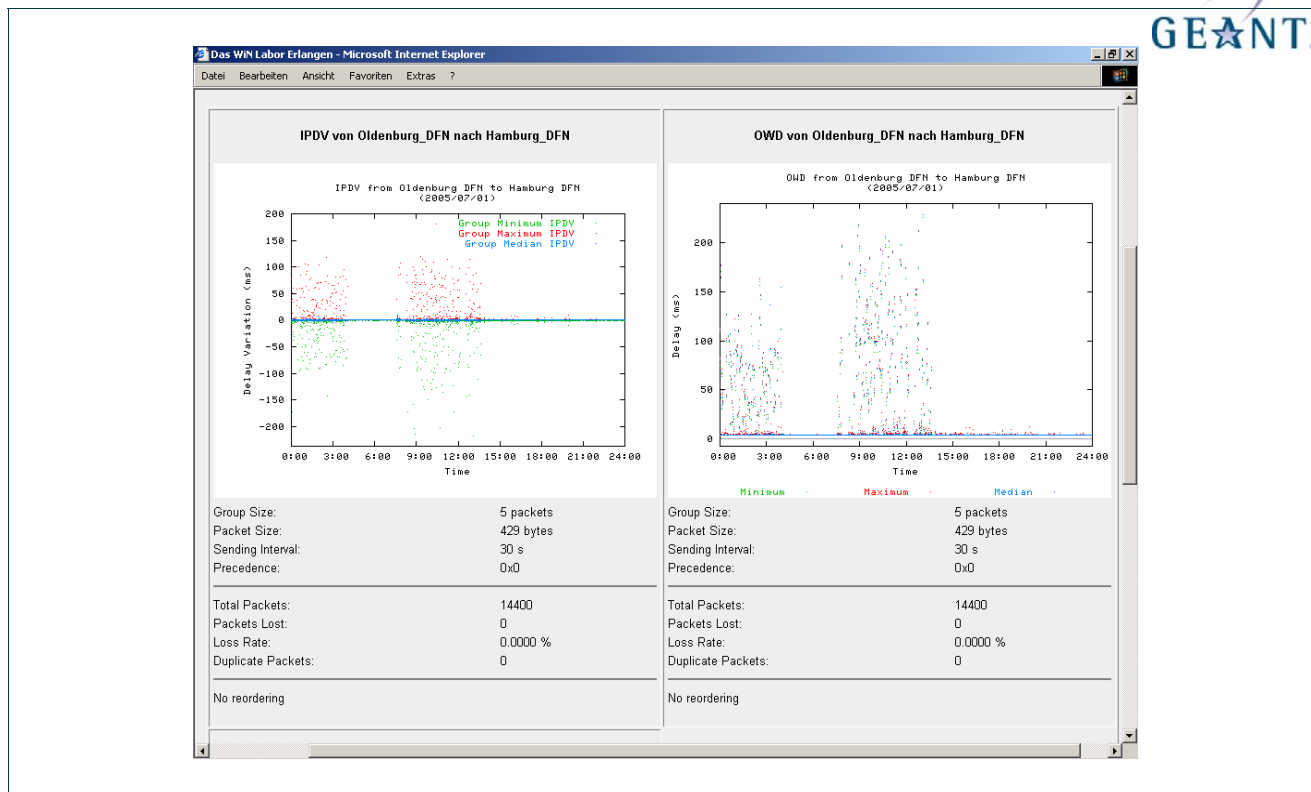 GEANT
Das WiN Labor Erlangen - Microsoft Internet Explorer
Datei Bearbeiten Ansicht Favoriten Extras ?
IPDV von Oldenburg_DFN nach Hamburg_DFN
IPDV from Oldenburg DFN to Hamburg DFN
(2005/07/01)
Group Minimum IPDV
Group Maximum IPDV
Group Median IPDV
Delay Variation (ms)
200
150
100
50
0
-50
-100
-150
-200
0:00 3:00 6:00 9:00 12:00 15:00 18:00 21:00 24:00
Time
Group Size: 5 packets
Packet Size: 429 bytes
Sending Interval: 30 s
Precedence: 0x0
Total Packets: 14400
Packets Lost: 0
Loss Rate: 0.0000 %
Duplicate Packets: 0
No reordering
OWD von Oldenburg_DFN nach Hamburg_DFN
OWD from Oldenburg DFN to Hamburg DFN
(2005/07/01)
Delay (ms)
200
150
100
50
0
0:00 3:00 6:00 9:00 12:00 15:00 18:00 21:00 24:00
Time
Minimum Maximum Median
Group Size: 5 packets
Packet Size: 429 bytes
Sending Interval: 30 s
Precedence: 0x0
Total Packets: 14400
Packets Lost: 0
Loss Rate: 0.0000 %
Duplicate Packets: 0
No reordering